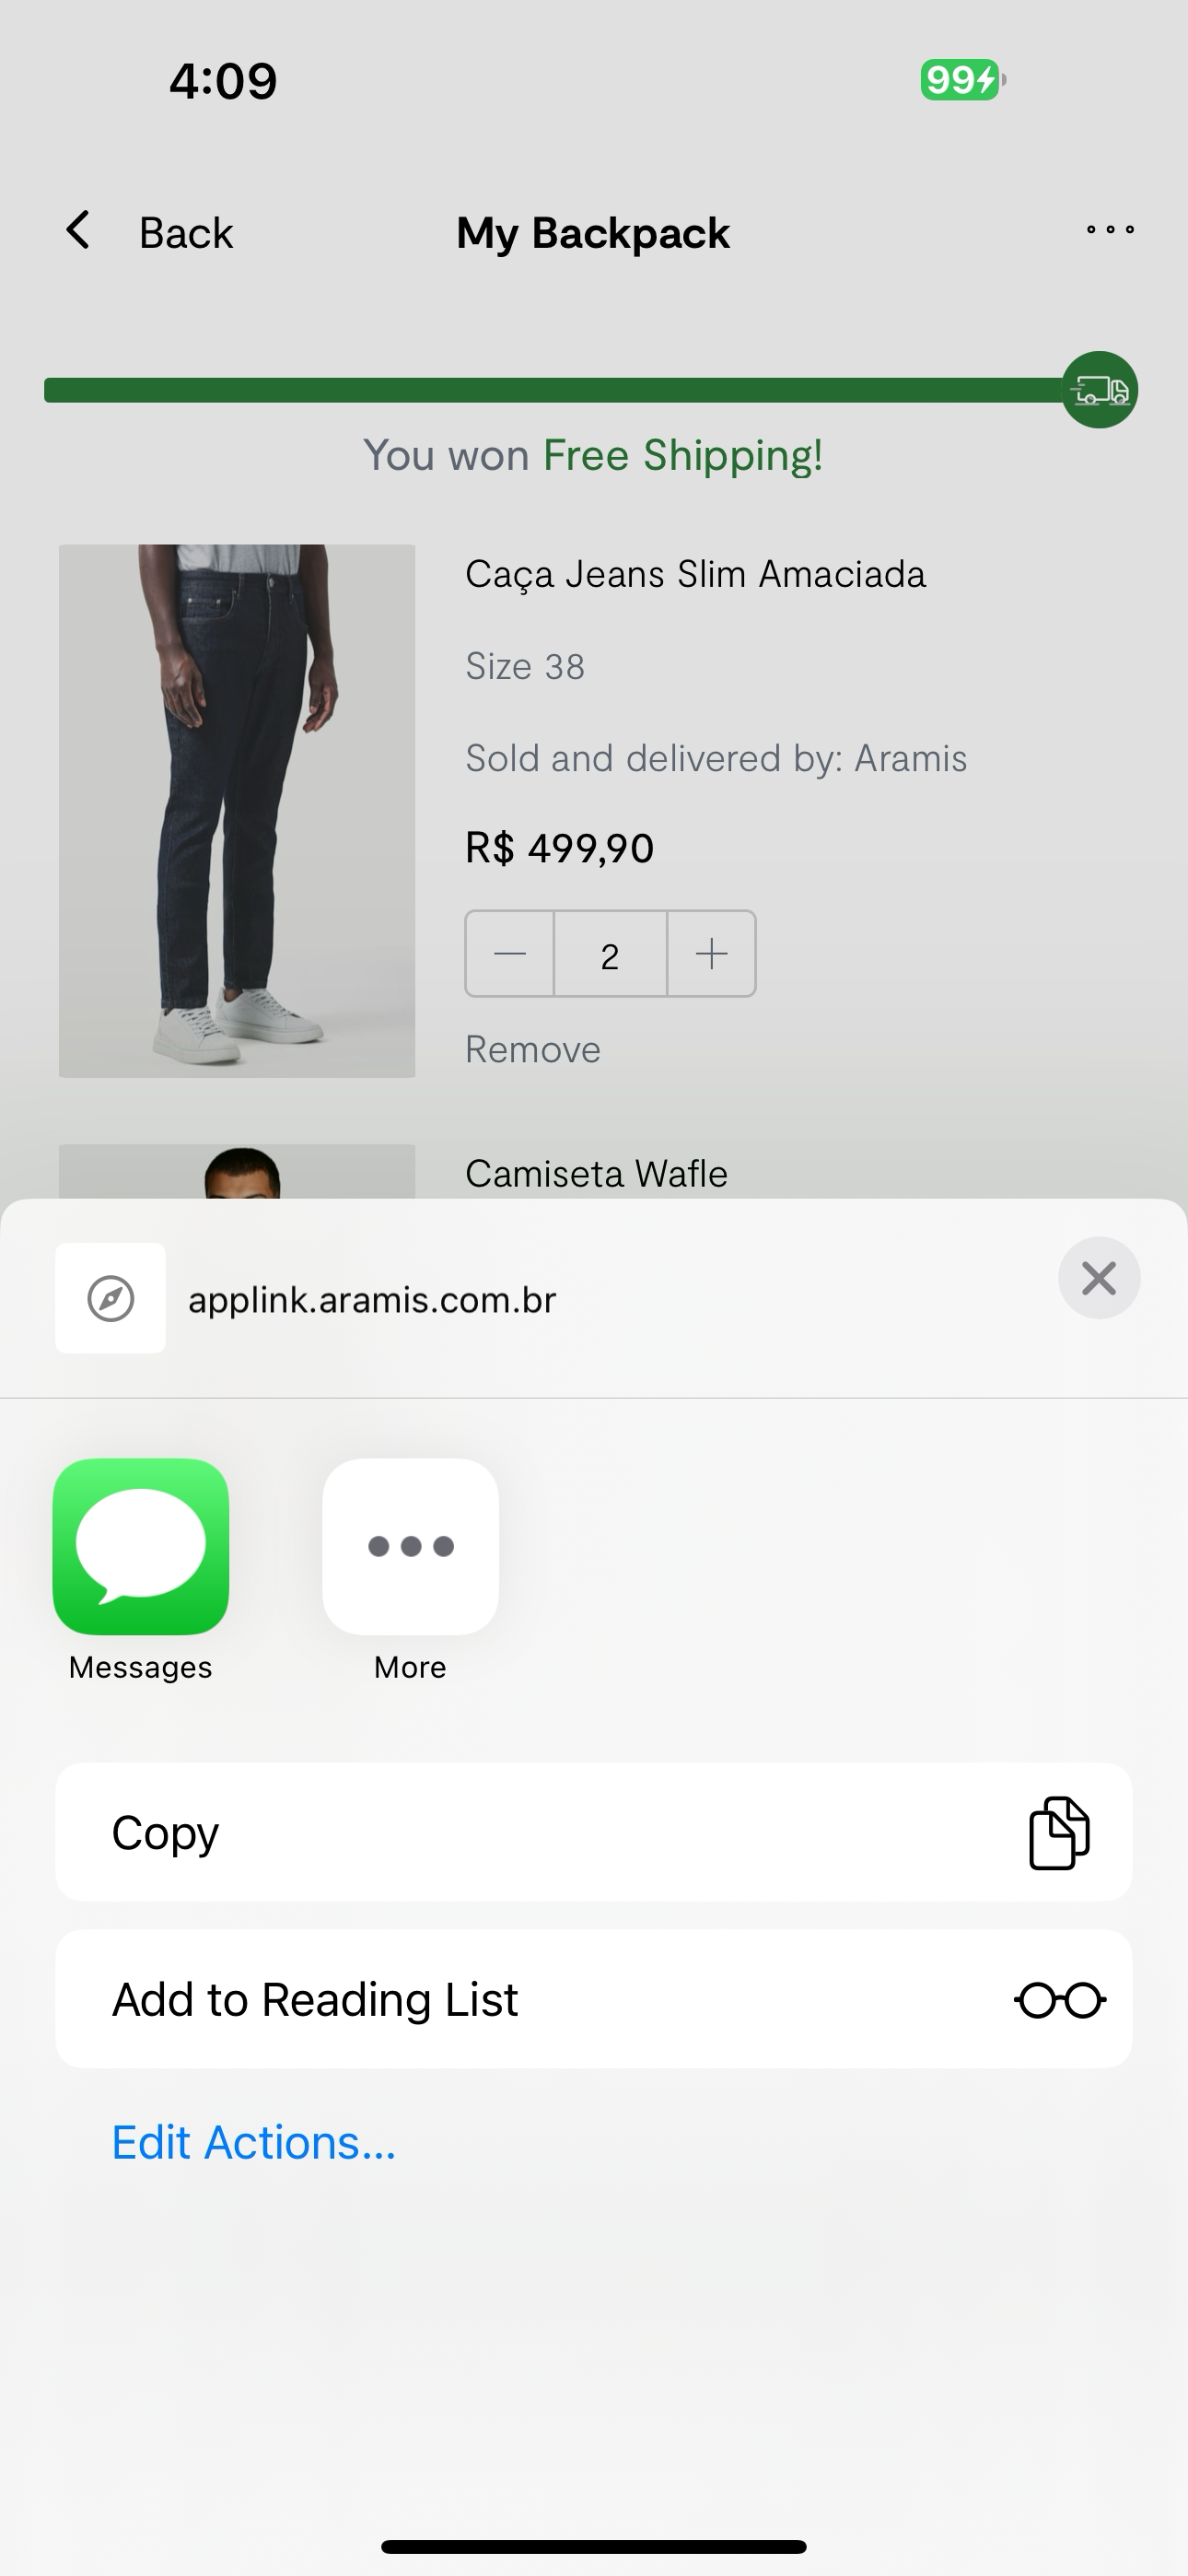 4:09
99
Back
My Backpack
You won Free Shipping!
Caça Jeans Slim Amaciada
Size 38
Sold and delivered by: Aramis
R$ 499,90
2
Remove
Camiseta Wafle
applink.aramis.com.br
Messages
More
Copy
Add to Reading List
Edit Actions...